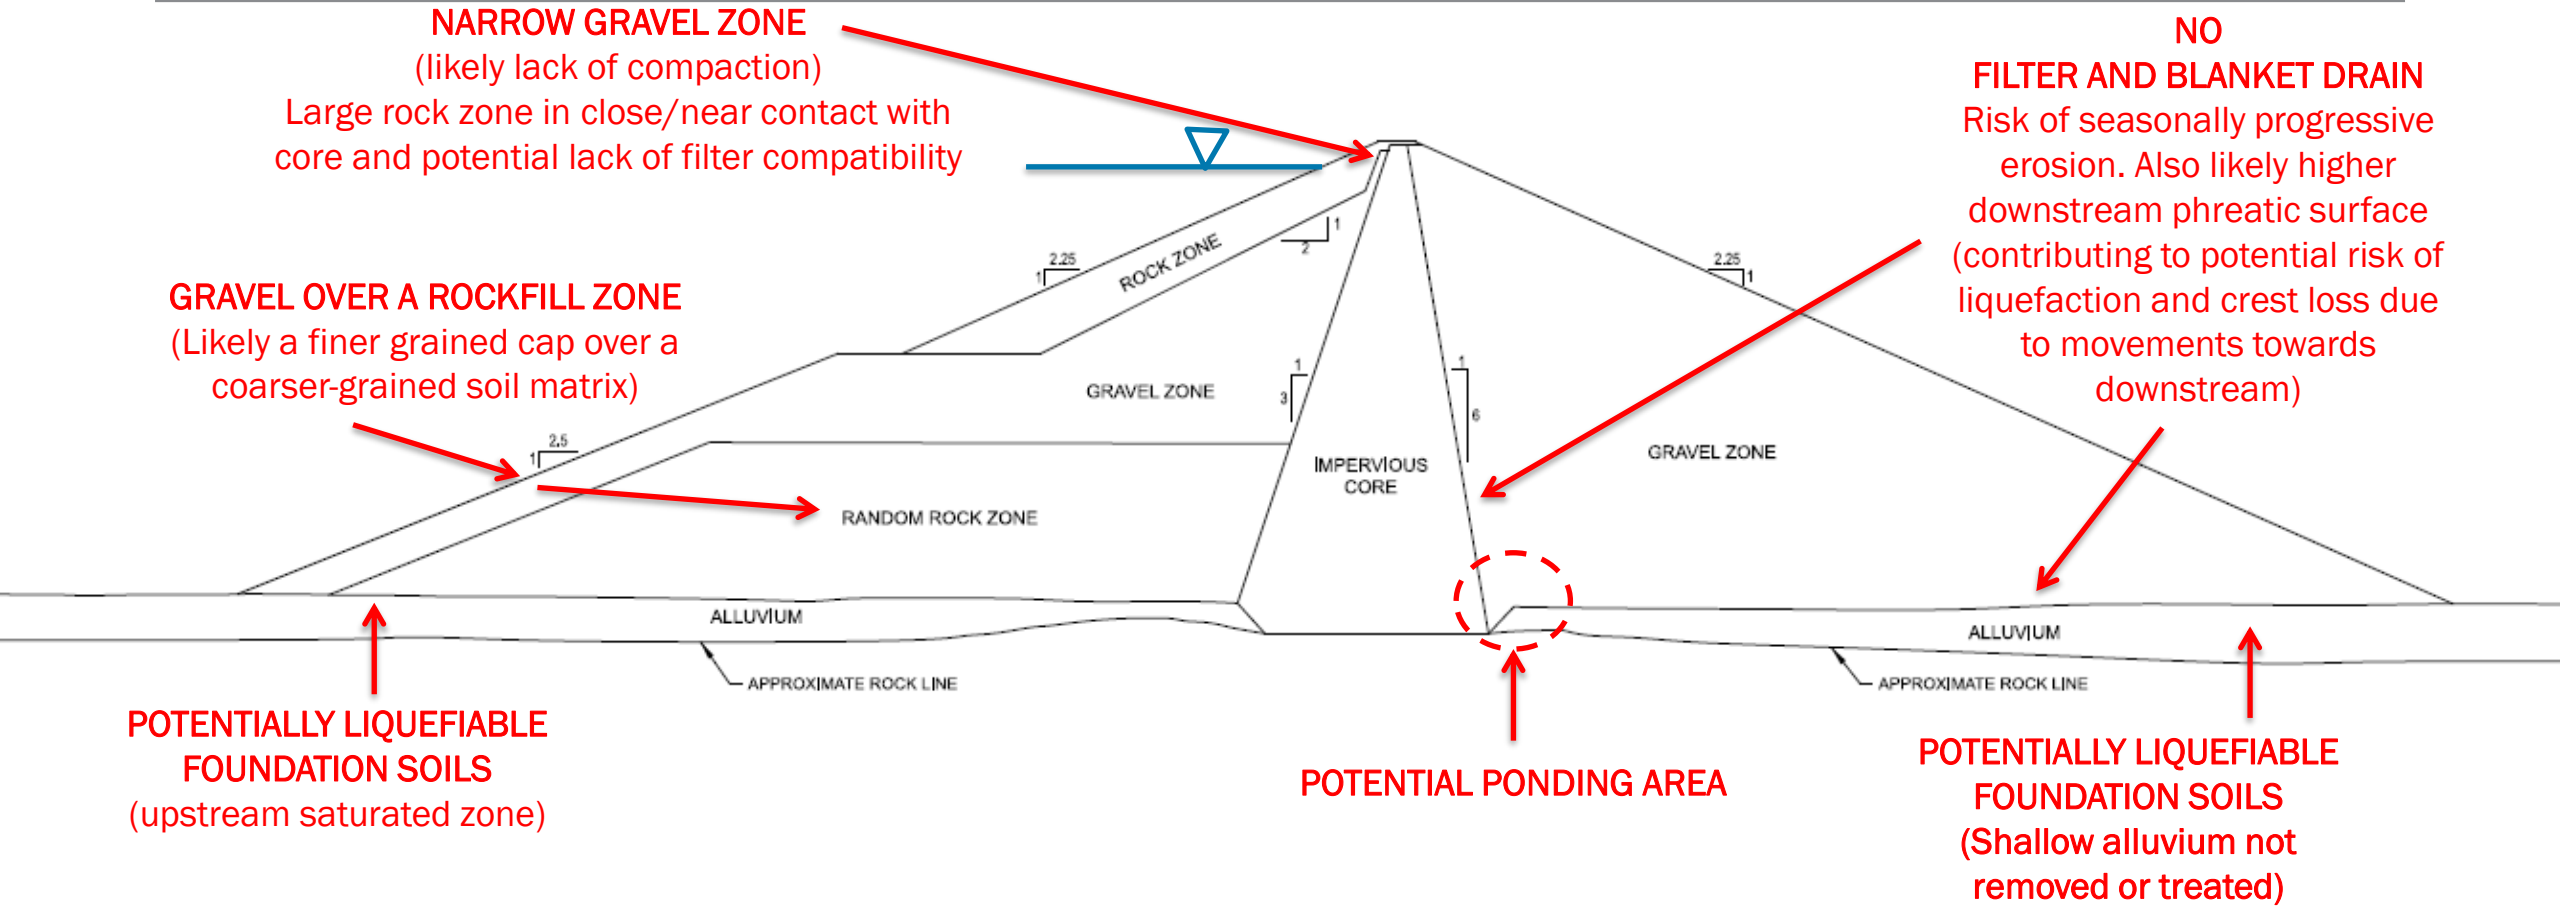 NARROW GRAVEL ZONE
(likely lack of compaction)
Large rock zone in close/near contact with
core and potential lack of filter compatibility
NO
FILTER AND BLANKET DRAIN
Risk of seasonally progressive
erosion. Also likely higher
downstream phreatic surface
(contributing to potential risk of
liquefaction and crest loss due
to movements towards
downstream)
GRAVEL OVER A ROCKFILL ZONE
(Likely a finer grained cap over a
coarser-grained soil matrix)
2.25
1
ROCK ZONE
1
2
2.25
1
GRAVEL ZONE
1
3
1
6
2.5
1
IMPERVIOUS
CORE
GRAVEL ZONE
RANDOM ROCK ZONE
ALLUVIUM
ALLUVIUM
APPROXIMATE ROCK LINE
APPROXIMATE ROCK LINE
POTENTIALLY LIQUEFIABLE
FOUNDATION SOILS
(upstream saturated zone)
POTENTIAL PONDING AREA
POTENTIALLY LIQUEFIABLE
FOUNDATION SOILS
(Shallow alluvium not
removed or treated)